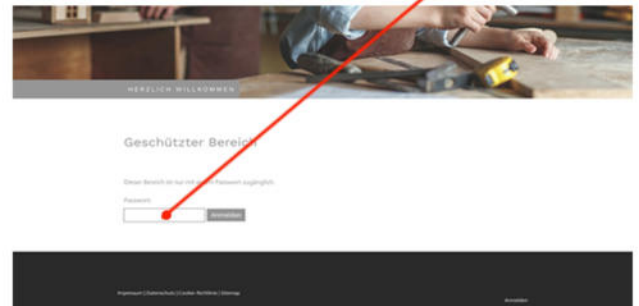 HERZLICH WILLKOMMEN
Geschützter Bereich
Dieser Bereich ist nur mit Passwort zugänglich.
Passwort:
Anmelden
Impressum | Datenschutz | Cookie-Richtlinie | Sitemap
Anmelden